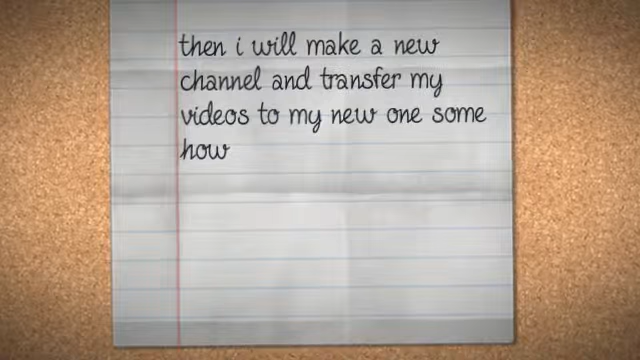 then i will make a new
channel and transfer my
videos to my new one some
how